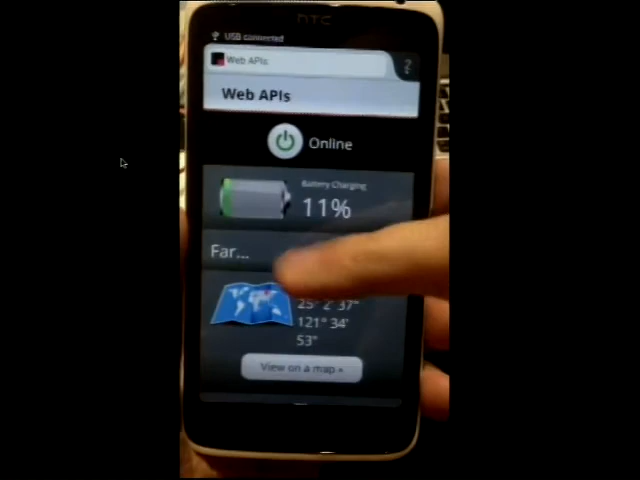 hTC
USB connected
Web APIs
2
Web APIs
Online
Battery Charging
11%
Far...
25° 2' 37"
121° 34'
53"
View on a map »